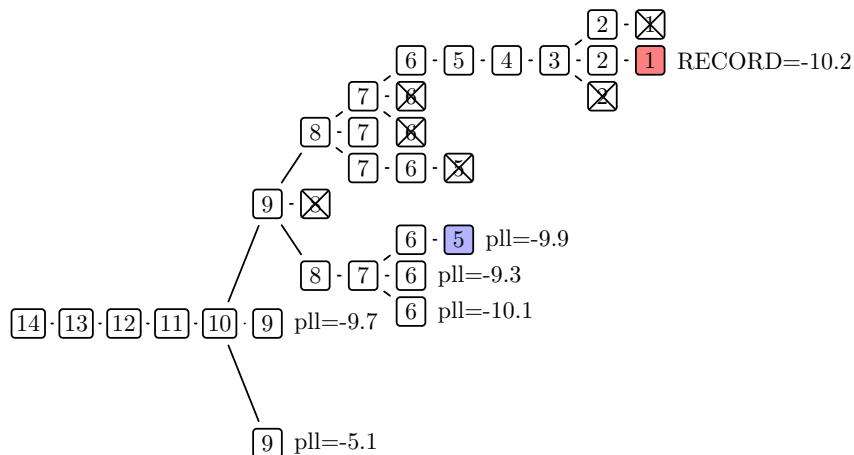 2 1
6 5 4 3 2 1 RECORD=-10.2
7 6 2
8 7 6
7 6 5
9 8
6 5 pll=-9.9
8 7 6 pll=-9.3
6 pll=-10.1
14 13 12 11 10 9 pll=-9.7
9 pll=-5.1